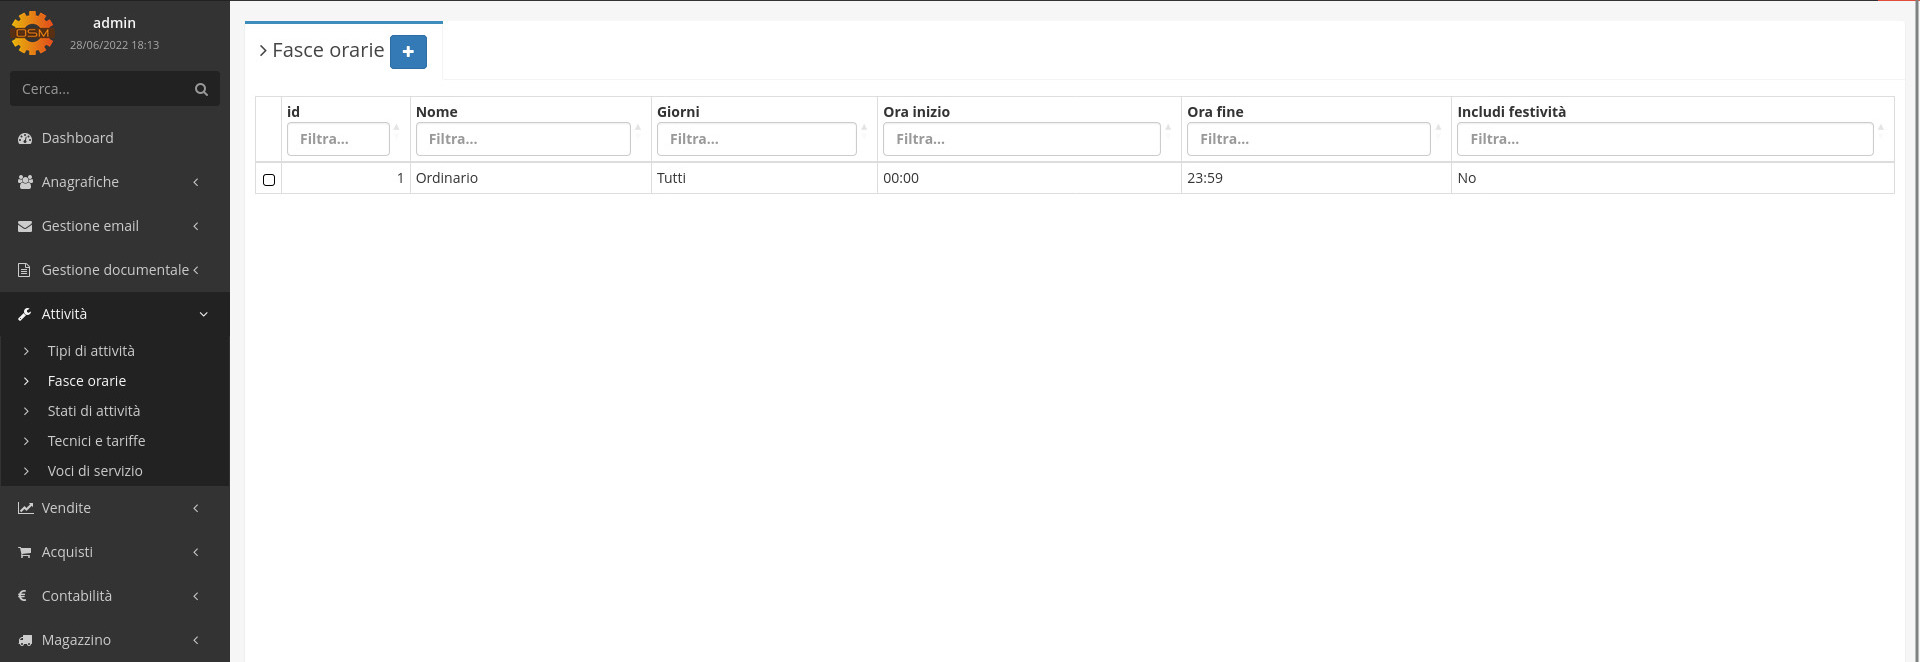 OSM
admin
28/06/2022 18:13
Cerca...
Dashboard
Anagrafiche
Gestione email
Gestione documentale
Attività
Tipi di attività
Fasce orarie
Stati di attività
Tecnici e tariffe
Voci di servizio
Vendite
Acquisti
Contabilità
Magazzino
Fasce orarie
id Nome Giorni Ora inizio Ora fine Includi festività
Filtra... Filtra... Filtra... Filtra... Filtra... Filtra...
1 Ordinario Tutti 00:00 23:59 No